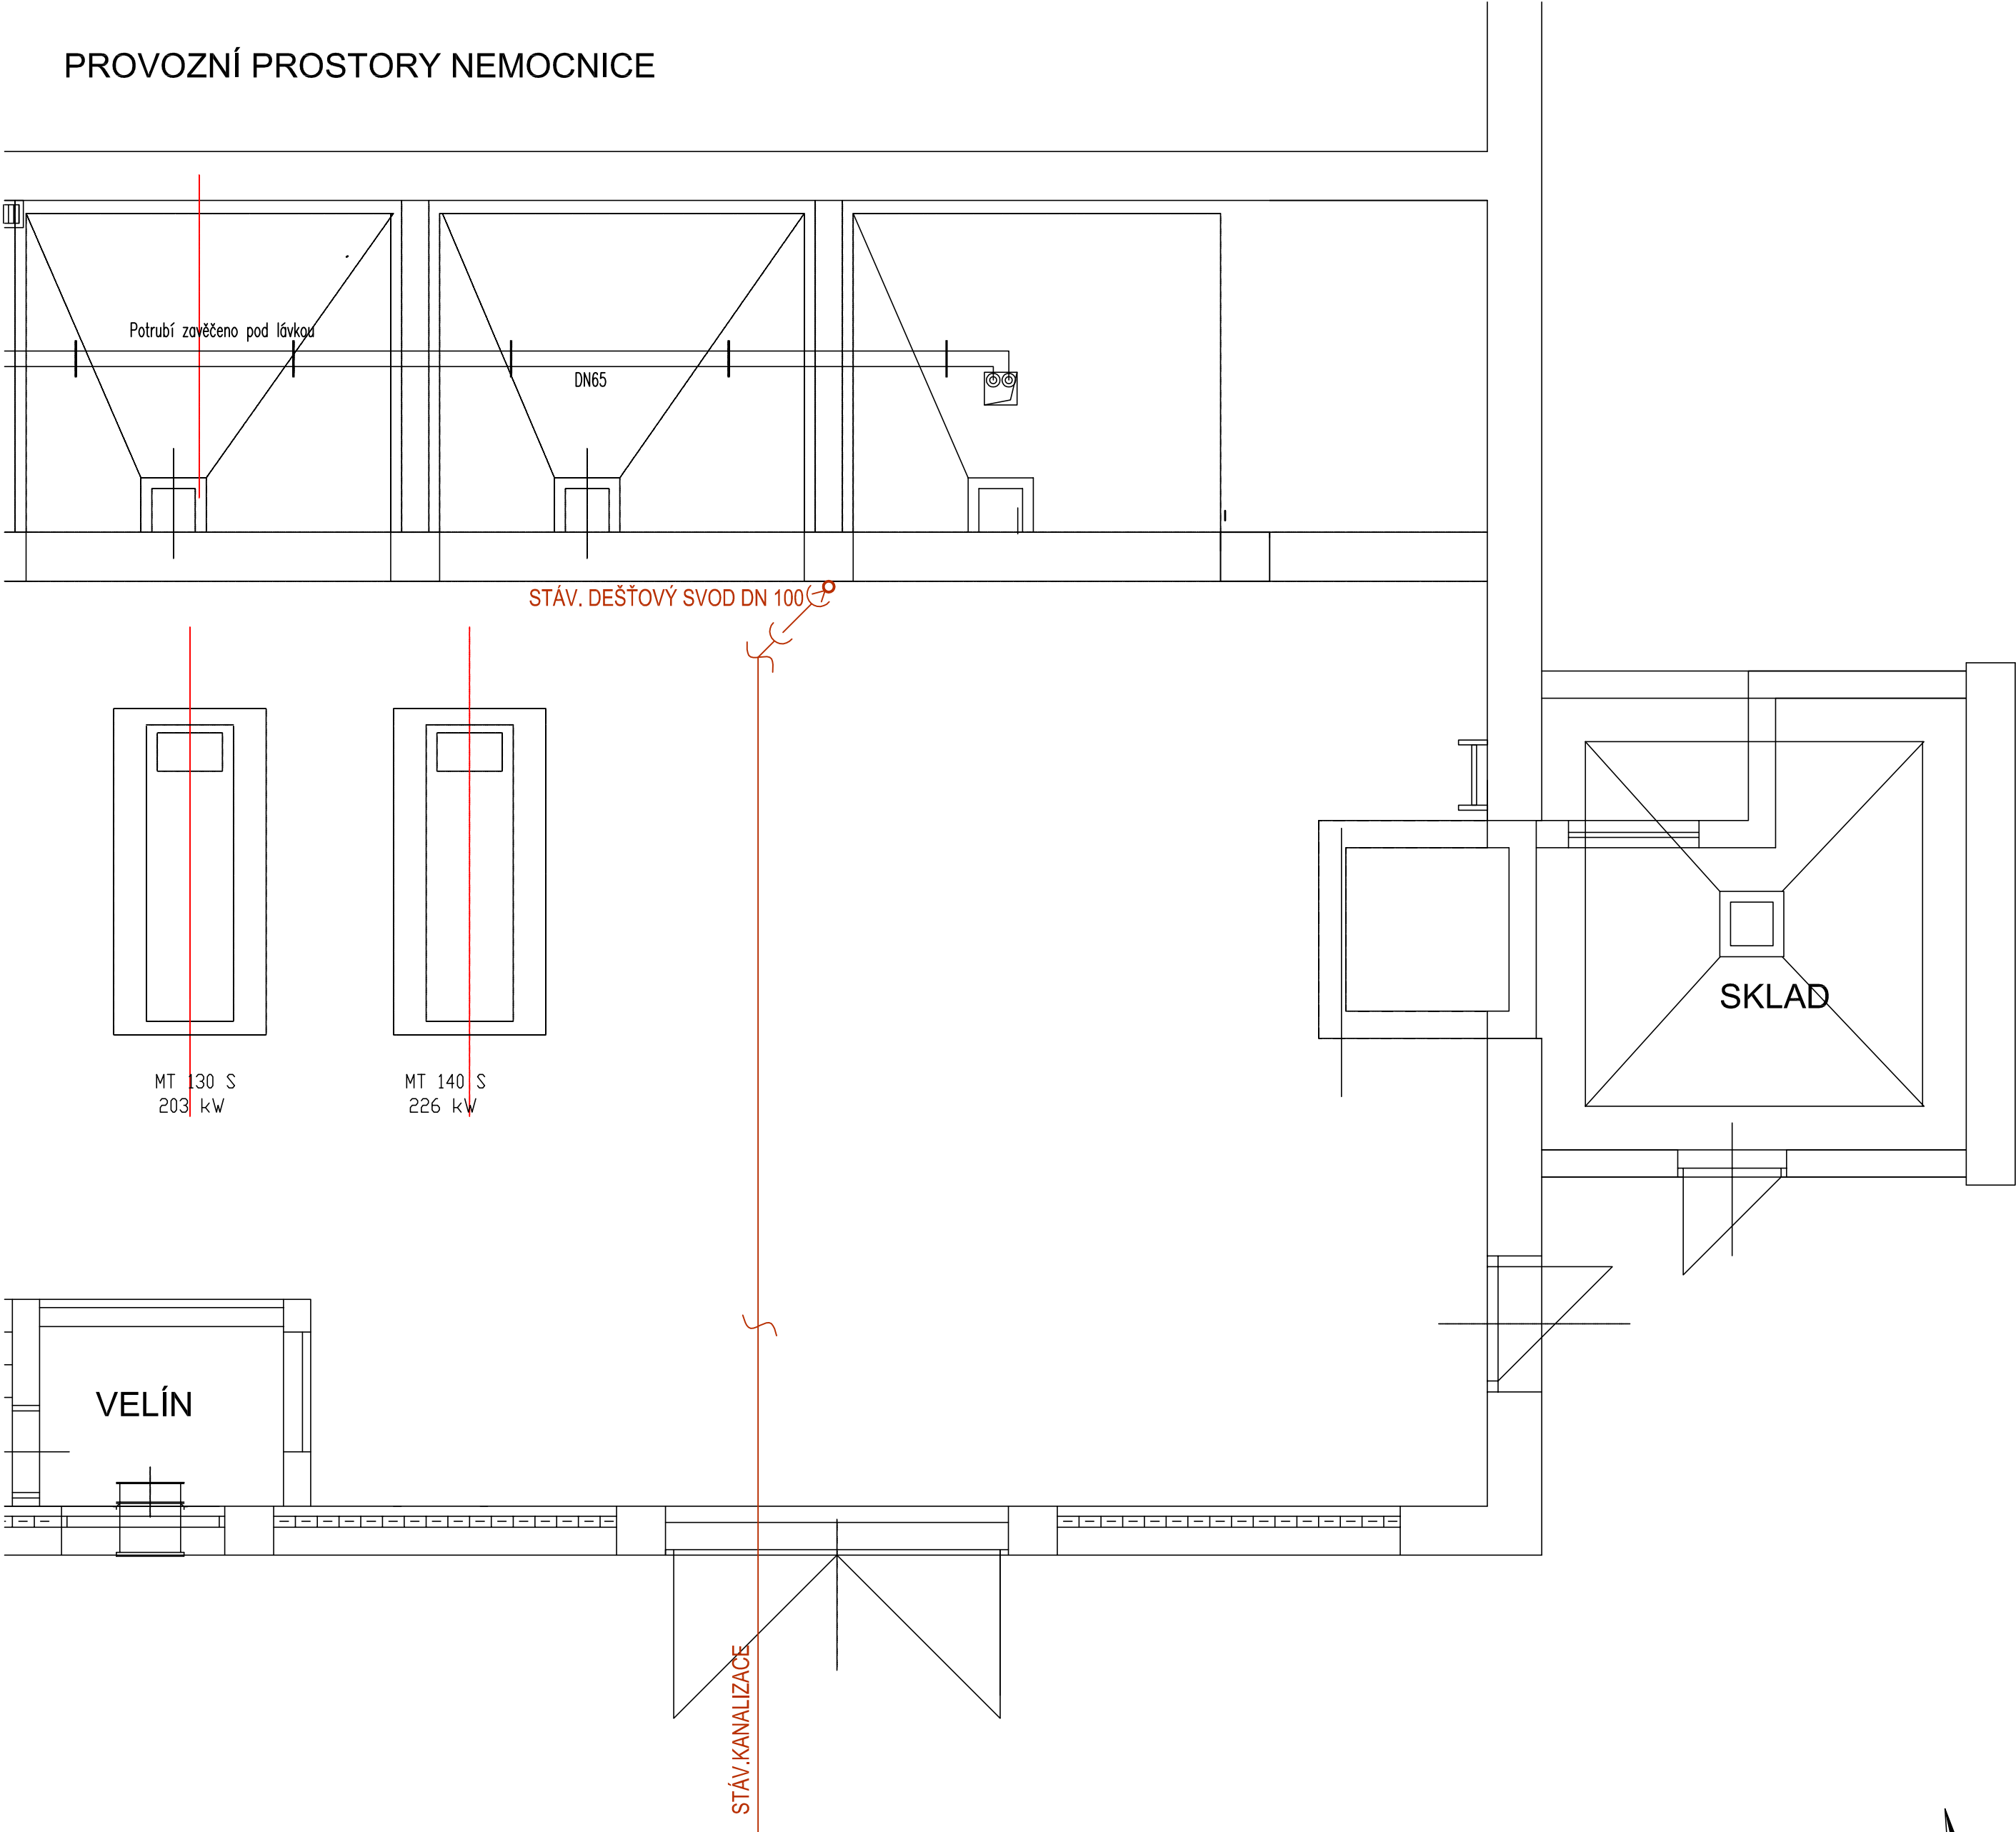 PROVOZNÍ PROSTORY NEMOCNICE
Potrubí zavěčeno pod lávkou
DN65
STÁV. DEŠŤOVÝ SVOD DN 100
MT 130 S
203 kW
MT 140 S
226 kW
SKLAD
VELÍN
STÁV.KANALIZACE